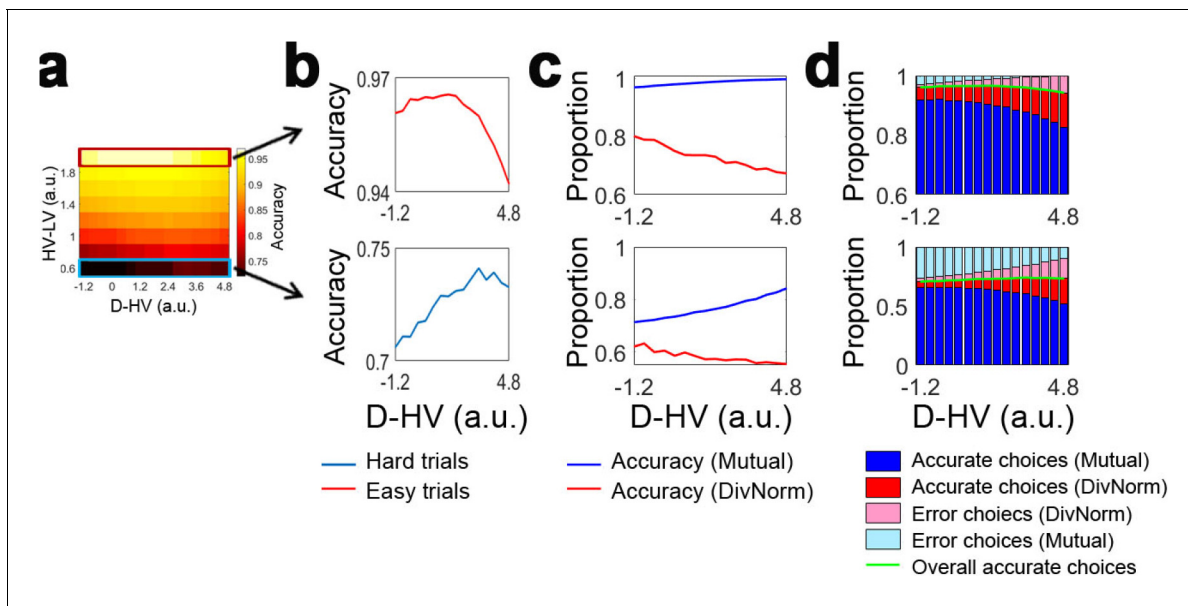 a
b
c
d
HV-LV (a.u.)
1.8
1.4
1
0.6
-1.2 0 1.2 2.4 3.6 4.8
D-HV (a.u.)
0.95
0.9
0.85
0.8
0.75
Accuracy
Accuracy
0.97
0.94
-1.2 4.8
Proportion
1
0.8
0.6
-1.2 4.8
Proportion
1
0.8
0.6
-1.2 4.8
Accuracy
0.75
0.7
-1.2 4.8
Proportion
1
0.8
0.6
-1.2 4.8
Proportion
1
0.5
0
-1.2 4.8
D-HV (a.u.)
D-HV (a.u.)
D-HV (a.u.)
Hard trials
Easy trials
Accuracy (Mutual)
Accuracy (DivNorm)
Accurate choices (Mutual)
Accurate choices (DivNorm)
Error choiecs (DivNorm)
Error choices (Mutual)
Overall accurate choices